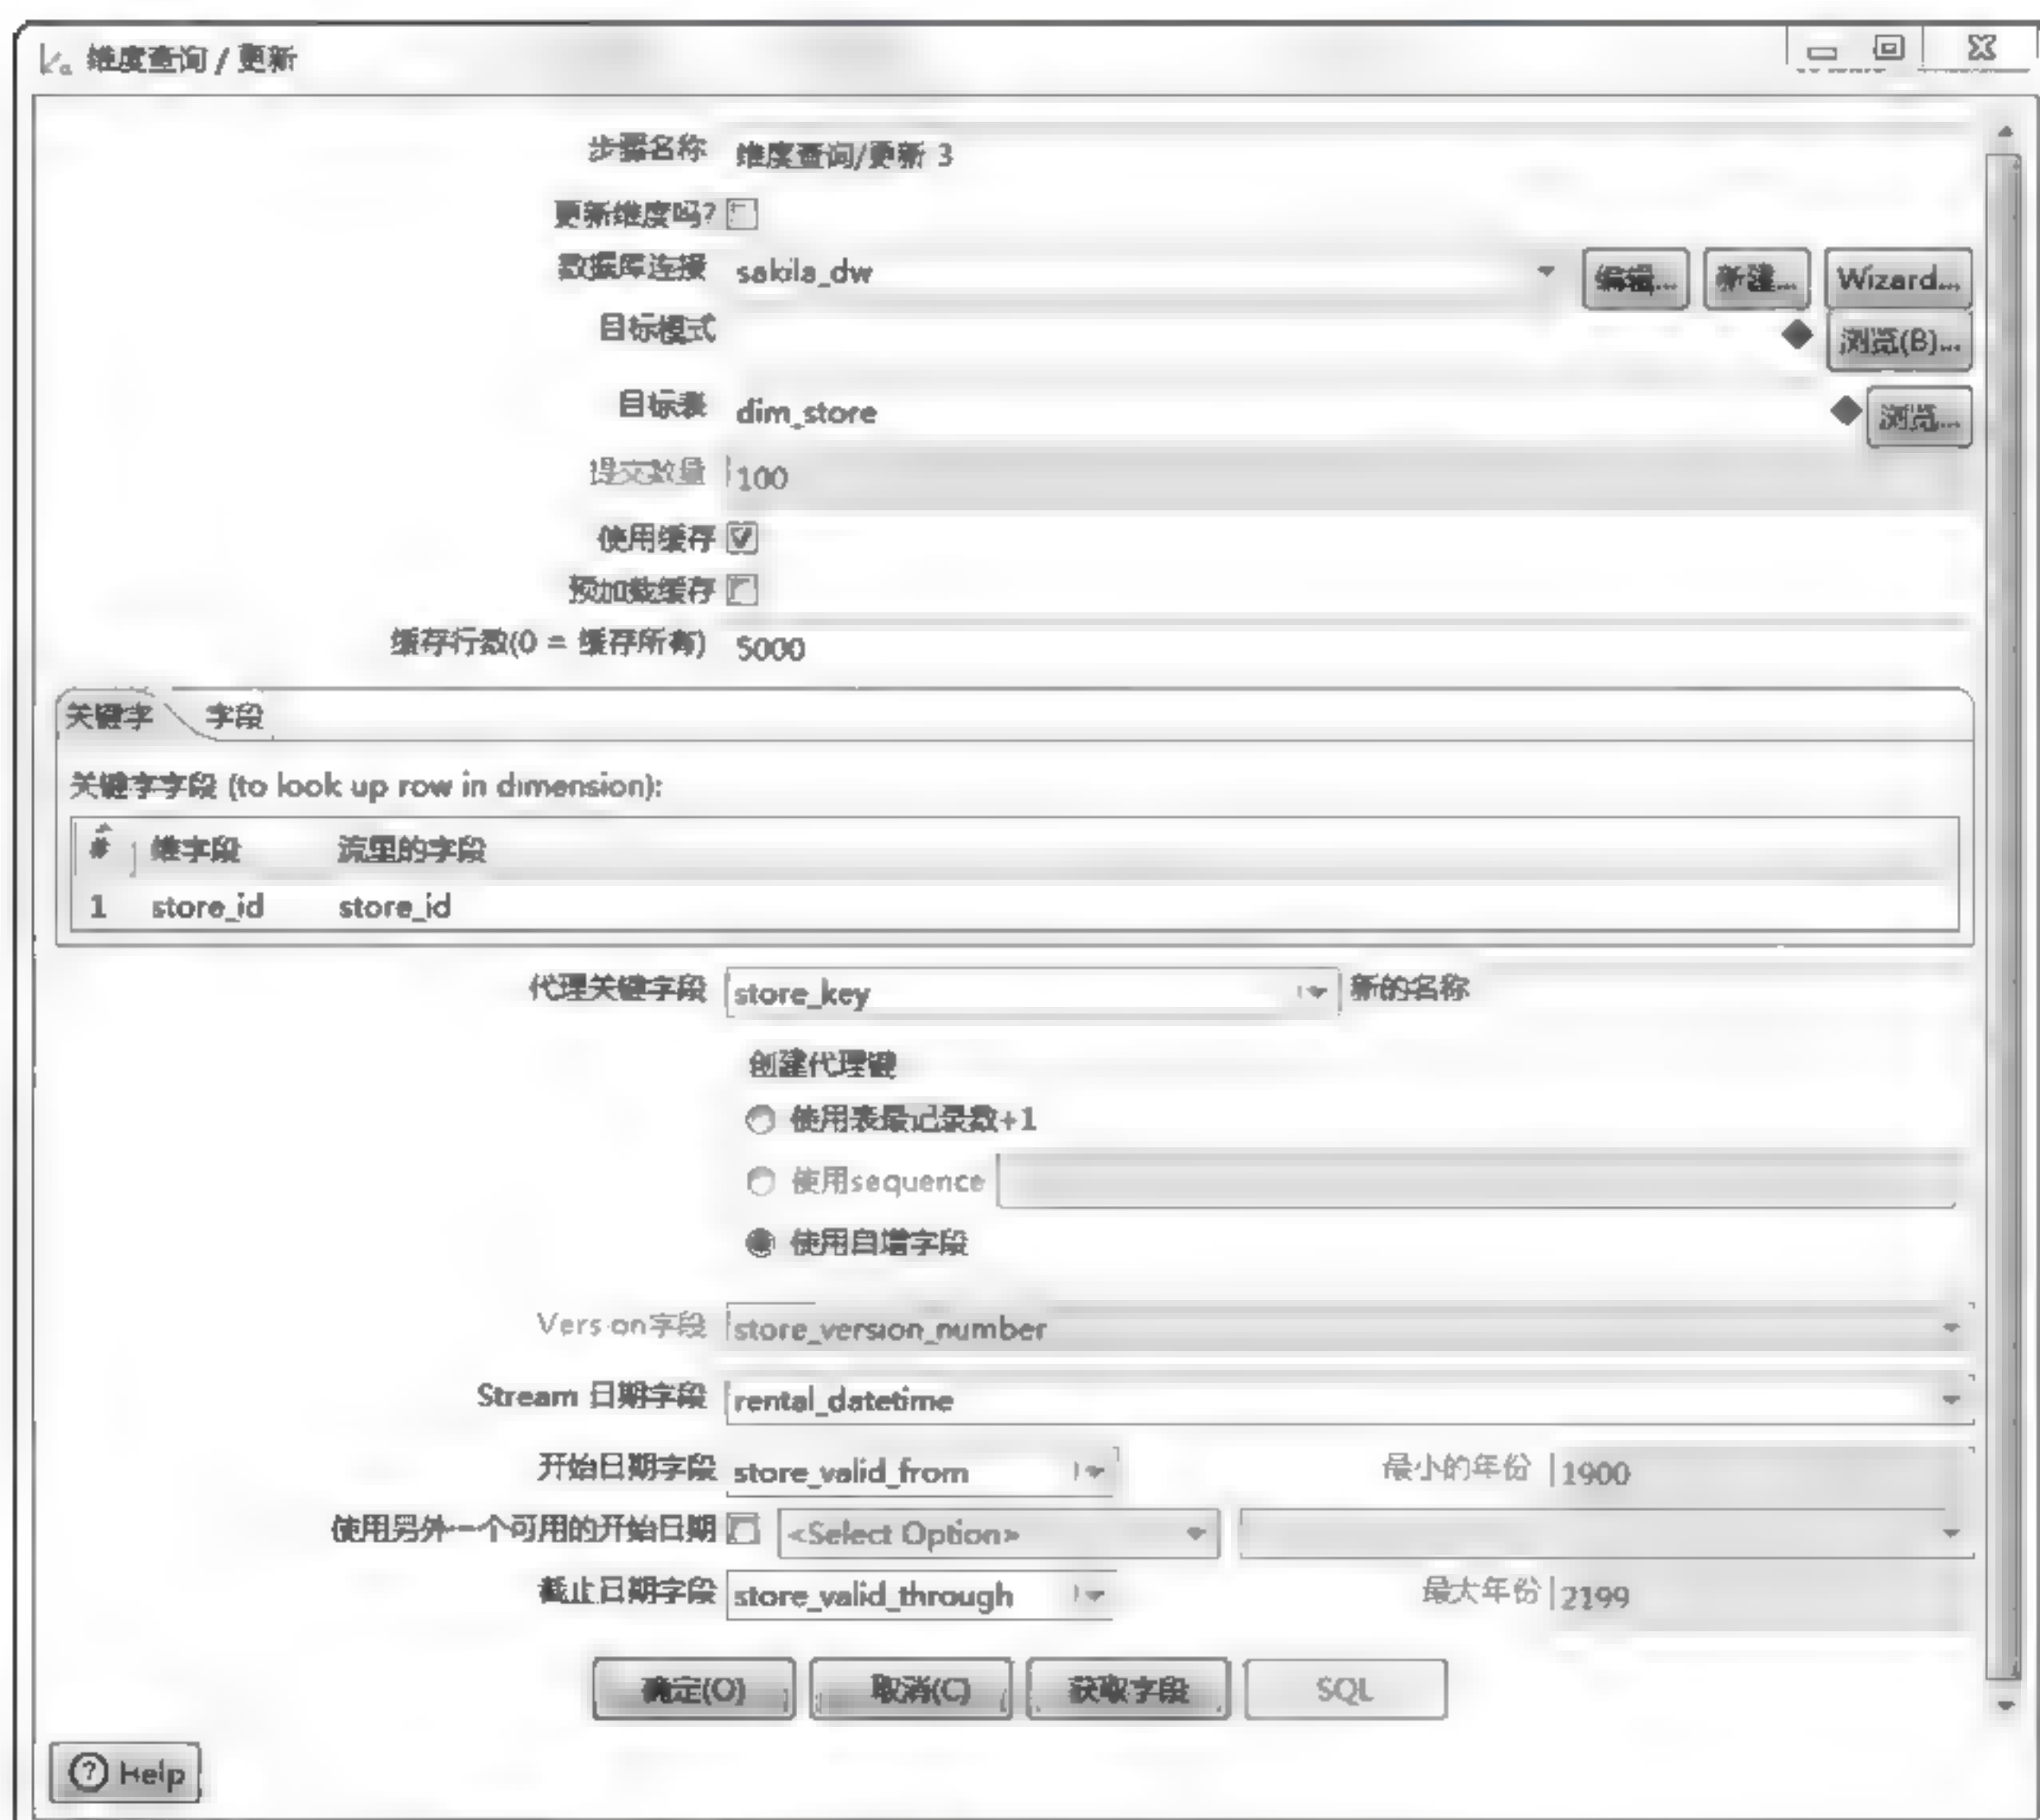 维度查询 / 更新
步骤名称 维度查询/更新 3
更新维度吗?
数据库连接 sakila_dw 编辑... 新建... Wizard...
目标模式 浏览(B)...
目标表 dim_store 浏览...
提交数量 100
使用缓存
预加载缓存
缓存行数(0 = 缓存所有) 5000
关键字 字段
关键字字段 (to look up row in dimension):
# 维字段 流里的字段
1 store_id store_id
代理关键字段 store_key 新的名称
创建代理键
使用表最记录数+1
使用sequence
使用自增字段
Version字段 store_version_number
Stream 日期字段 rental_datetime
开始日期字段 store_valid_from 最小的年份 1900
使用另外一个可用的开始日期 <Select Option>
截止日期字段 store_valid_through 最大年份 2199
确定(O) 取消(C) 获取字段 SQL
Help